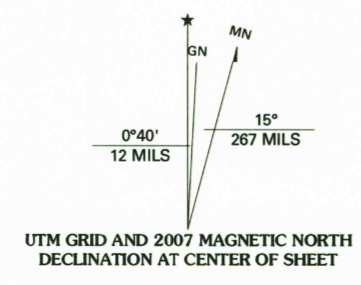 ★
MN
GN
0°40'
12 MILS
15°
267 MILS
UTM GRID AND 2007 MAGNETIC NORTH
DECLINATION AT CENTER OF SHEET